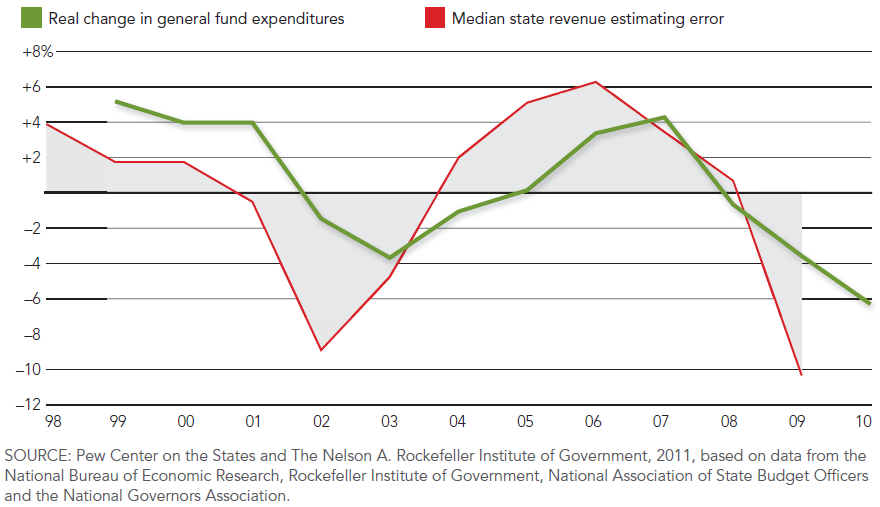 Real change in general fund expenditures
Median state revenue estimating error
+8%
+6
+4
+2
0
–2
–4
–6
–8
–10
–12
98 99 00 01 02 03 04 05 06 07 08 09 10
SOURCE: Pew Center on the States and The Nelson A. Rockefeller Institute of Government, 2011, based on data from the
National Bureau of Economic Research, Rockefeller Institute of Government, National Association of State Budget Officers
and the National Governors Association.